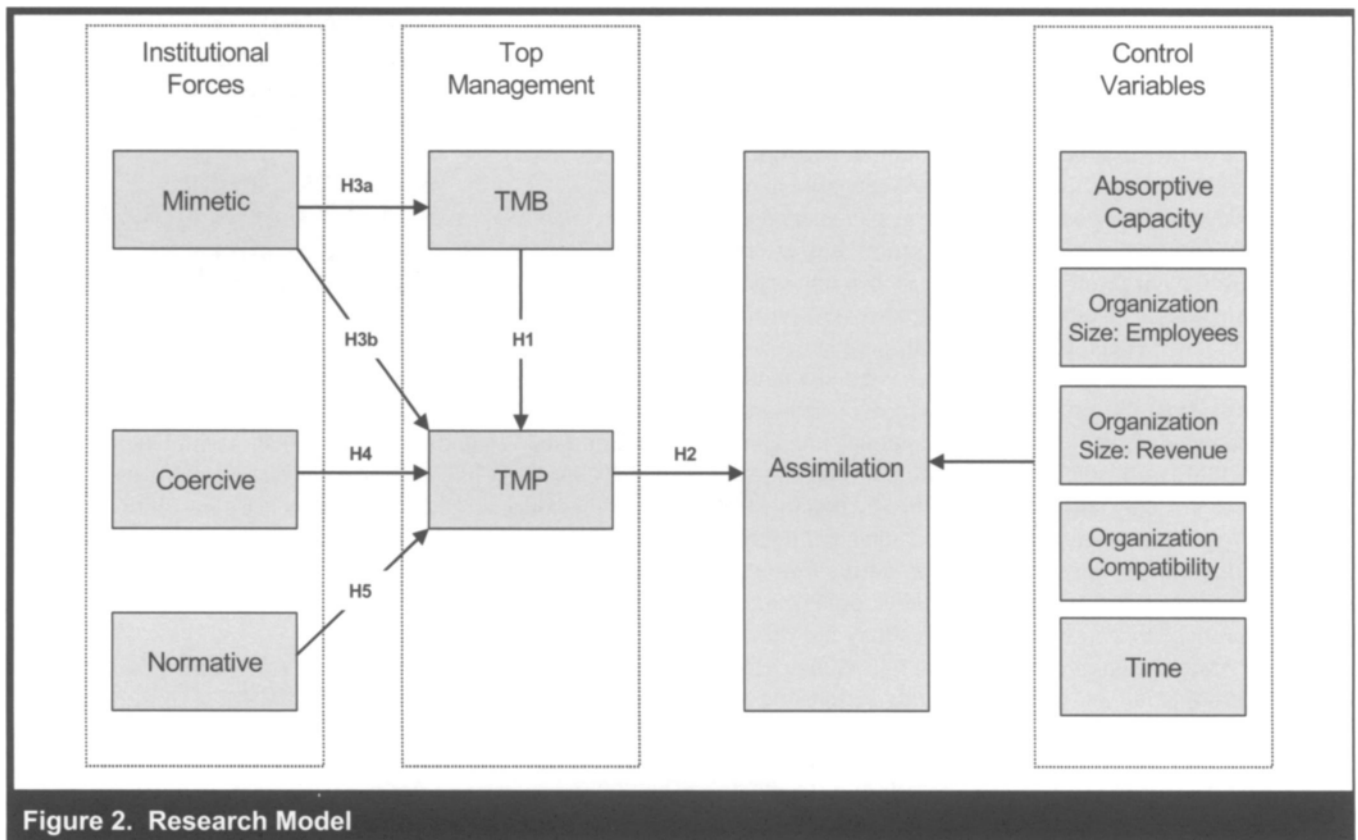 Institutional
Forces
Top
Management
Control
Variables
Mimetic
H3a
TMB
Absorptive
Capacity
Organization
Size: Employees
H3b
H1
Organization
Size: Revenue
Coercive
H4
TMP
H2
Assimilation
Organization
Compatibility
H5
Normative
Time
Figure 2. Research Model